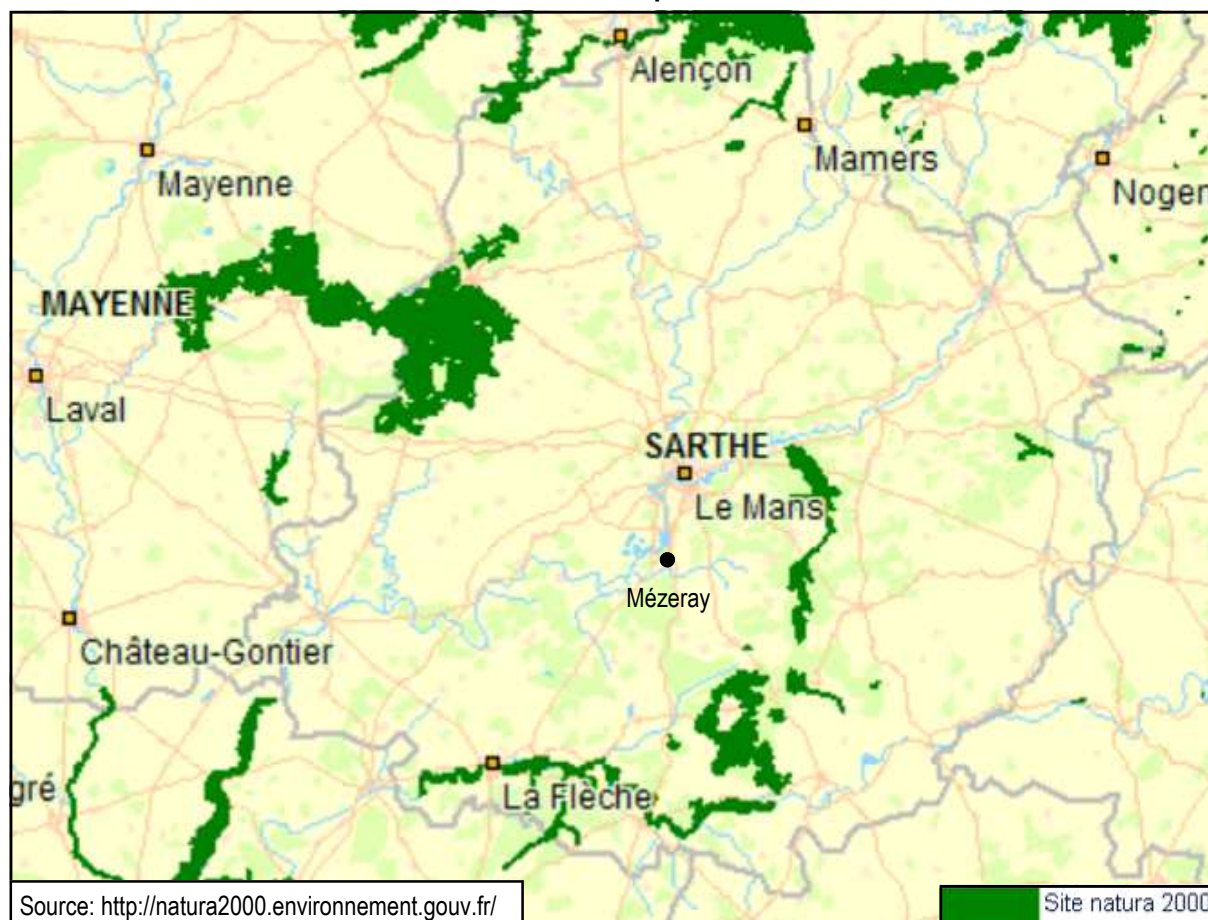 Alençon
Mamers
Mayenne
Nogen
MAYENNE
Laval
SARTHE
Le Mans
Mézeray
Château-Gontier
gré
La Flèche
Source: http://natura2000.environnement.gouv.fr/
Site natura 2000